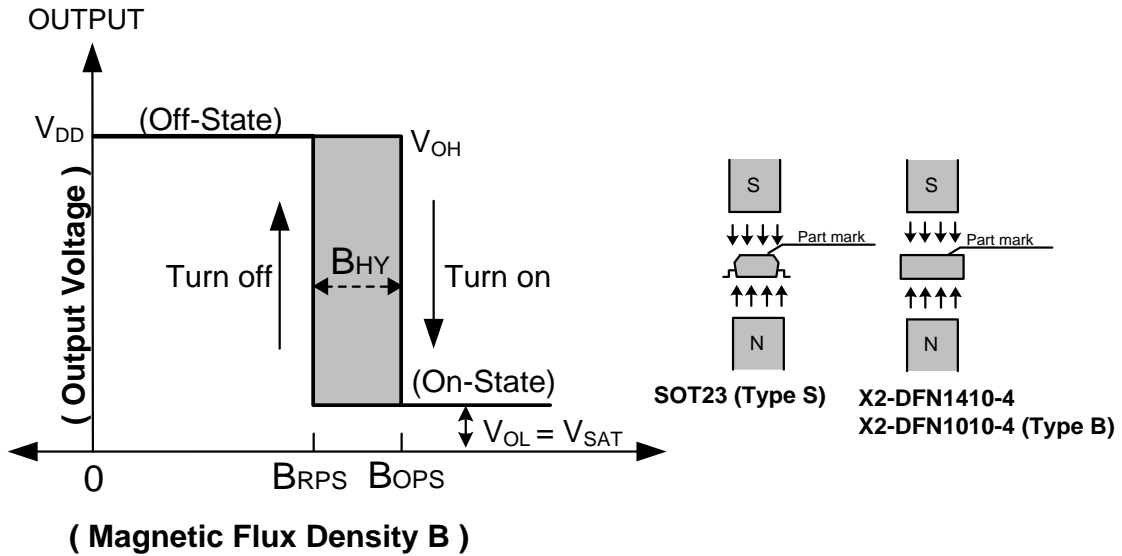 OUTPUT
VDD
(Off-State)
VOH
( Output Voltage )
Turn off
BHY
Turn on
(On-State)
VOL = VSAT
0
BRPS
BOPS
( Magnetic Flux Density B )
S
Part mark
N
SOT23 (Type S)
S
Part mark
N
X2-DFN1410-4
X2-DFN1010-4 (Type B)